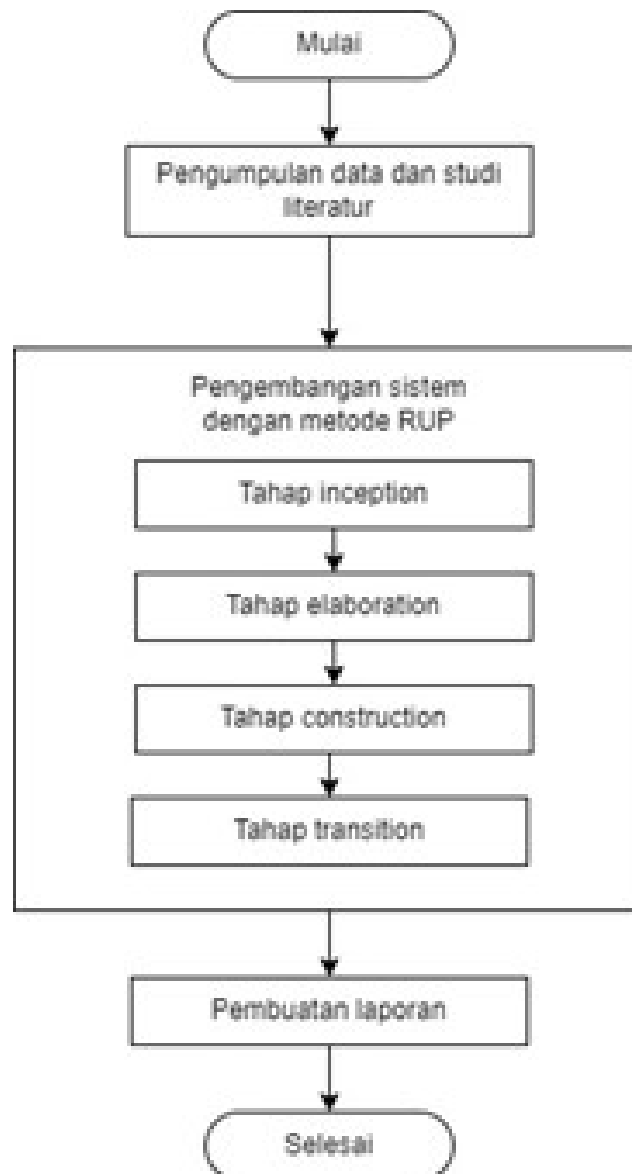 Mulai
Pengumpulan data dan studi
literatur
Pengembangan sistem
dengan metode RUP
Tahap inception
Tahap elaboration
Tahap construction
Tahap transition
Pembuatan laporan
Selesai